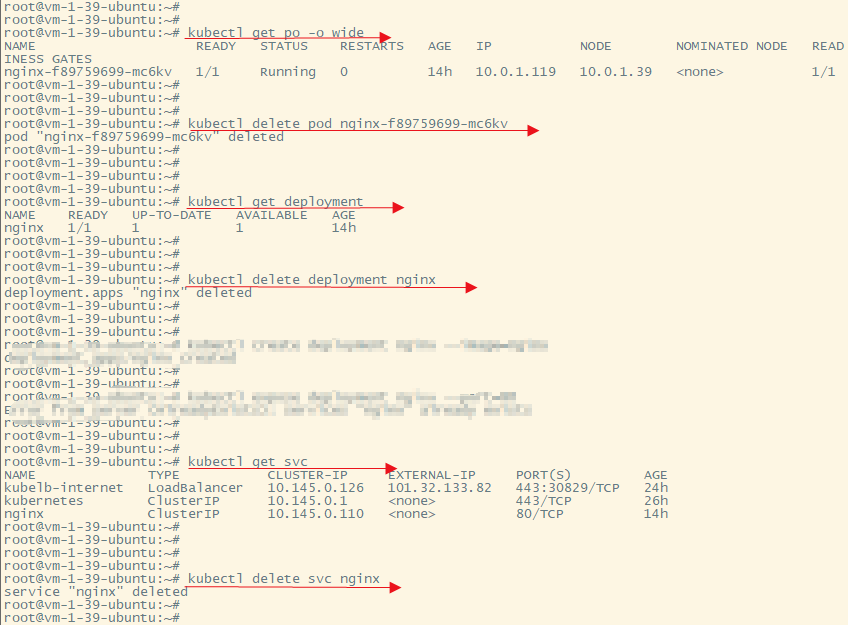 root@vm-1-39-ubuntu:~#
root@vm-1-39-ubuntu:~#
root@vm-1-39-ubuntu:~# kubectl get po -o wide
NAME READY STATUS RESTARTS AGE IP NODE NOMINATED NODE READ
INESS GATES
nginx-f89759699-mc6kv 1/1 Running 0 14h 10.0.1.119 10.0.1.39 <none> 1/1
root@vm-1-39-ubuntu:~#
root@vm-1-39-ubuntu:~#
root@vm-1-39-ubuntu:~#
root@vm-1-39-ubuntu:~# kubectl delete pod nginx-f89759699-mc6kv
pod "nginx-f89759699-mc6kv" deleted
root@vm-1-39-ubuntu:~#
root@vm-1-39-ubuntu:~#
root@vm-1-39-ubuntu:~#
root@vm-1-39-ubuntu:~#
root@vm-1-39-ubuntu:~# kubectl get deployment
NAME READY UP-TO-DATE AVAILABLE AGE
nginx 1/1 1 1 14h
root@vm-1-39-ubuntu:~#
root@vm-1-39-ubuntu:~#
root@vm-1-39-ubuntu:~#
root@vm-1-39-ubuntu:~# kubectl delete deployment nginx
deployment.apps "nginx" deleted
root@vm-1-39-ubuntu:~#
root@vm-1-39-ubuntu:~#
root@vm-1-39-ubuntu:~#
root@vm-1-39-ubuntu:~#
root@vm-1-39-ubuntu:~#
root@vm-1-39-ubuntu:~#
root@vm-1-39-ubuntu:~#
root@vm-1-39-ubuntu:~#
root@vm-1-39-ubuntu:~# kubectl get svc
NAME TYPE CLUSTER-IP EXTERNAL-IP PORT(S) AGE
kubelb-internet LoadBalancer 10.145.0.126 101.32.133.82 443:30829/TCP 24h
kubernetes ClusterIP 10.145.0.1 <none> 443/TCP 26h
nginx ClusterIP 10.145.0.110 <none> 80/TCP 14h
root@vm-1-39-ubuntu:~#
root@vm-1-39-ubuntu:~#
root@vm-1-39-ubuntu:~#
root@vm-1-39-ubuntu:~#
root@vm-1-39-ubuntu:~# kubectl delete svc nginx
service "nginx" deleted
root@vm-1-39-ubuntu:~#
root@vm-1-39-ubuntu:~#